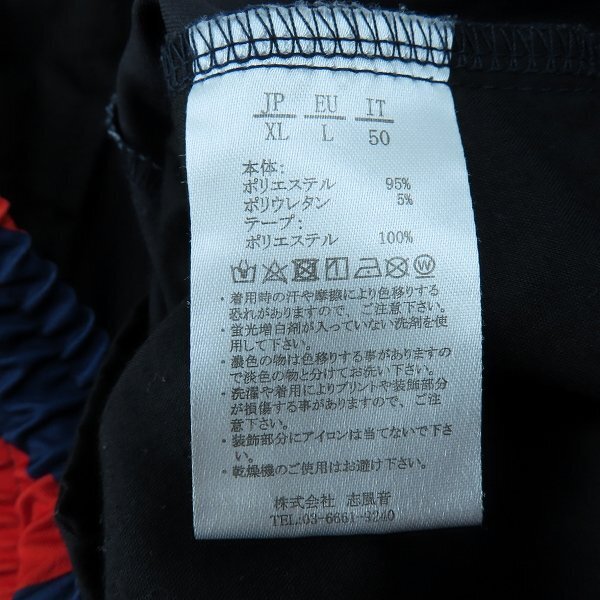 JP EU IT
XL L 50
本体:
ポリエステル 95%
ポリウレタン 5%
テープ:
ポリエステル 100%
・着用時の汗や摩擦により色移りする
恐れがありますので、ご注意下さい。
・蛍光増白剤が入っていない洗剤を使
用して下さい。
・濃色の物は色移りする事がありますの
で淡色の物と分けてお洗い下さい。
・洗濯や着用によりプリントや装飾部分
が損傷する事がありますので、ご注
意下さい。
・装飾部分にアイロンは当てないで下さ
い。
・乾燥機のご使用はお避け下さい。
株式会社 志風音
TEL:03-6661-9240